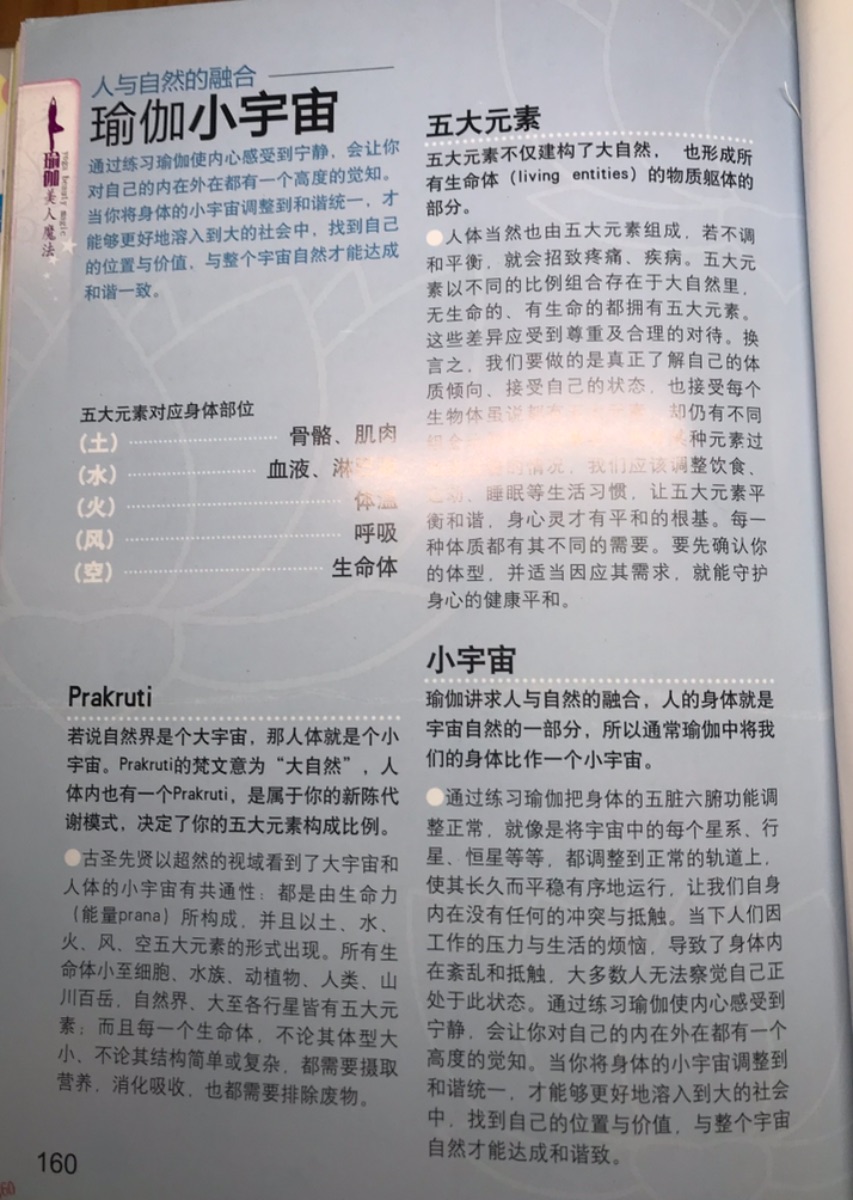 人与自然的融合
瑜伽小宇宙
通过练习瑜伽使内心感受到宁静，会让你
对自己的内在外在都有一个高度的觉知。
当你将身体的小宇宙调整到和谐统一，才
能够更好地溶入到大的社会中，找到自己
的位置与价值，与整个宇宙自然才能达成
和谐一致。
瑜伽美人魔法
yoga beauty magic
五大元素对应身体部位
（土） 骨骼、肌肉
（水） 血液、淋
（火） 体温
（风） 呼吸
（空） 生命体
Prakruti
若说自然界是个大宇宙，那人体就是个小
宇宙。Prakruti的梵文意为“大自然”，人
体内也有一个Prakruti，是属于你的新陈代
谢模式，决定了你的五大元素构成比例。
●古圣先贤以超然的视域看到了大宇宙和
人体的小宇宙有共通性：都是由生命力
（能量prana）所构成，并且以土、水、
火、风、空五大元素的形式出现。所有生
命体小至细胞、水族、动植物、人类、山
川百岳，自然界、大至各行星皆有五大元
素；而且每一个生命体，不论其体型大
小、不论其结构简单或复杂，都需要摄取
营养，消化吸收，也都需要排除废物。
五大元素
五大元素不仅建构了大自然， 也形成所
有生命体（living entities）的物质躯体的
部分。
●人体当然也由五大元素组成，若不调
和平衡，就会招致疼痛、疾病。五大元
素以不同的比例组合存在于大自然里，
无生命的、有生命的都拥有五大元素。
这些差异应受到尊重及合理的对待。换
言之，我们要做的是真正了解自己的体
质倾向、接受自己的状态，也接受每个
生物体虽说 ，却仍有不同
组合 种元素过
的情况，我们应该调整饮食、
运动、睡眠等生活习惯，让五大元素平
衡和谐，身心灵才有平和的根基。每一
种体质都有其不同的需要。要先确认你
的体型，并适当因应其需求，就能守护
身心的健康平和。
小宇宙
瑜伽讲求人与自然的融合，人的身体就是
宇宙自然的一部分，所以通常瑜伽中将我
们的身体比作一个小宇宙。
●通过练习瑜伽把身体的五脏六腑功能调
整正常，就像是将宇宙中的每个星系、行
星、恒星等等，都调整到正常的轨道上，
使其长久而平稳有序地运行，让我们自身
内在没有任何的冲突与抵触。当下人们因
工作的压力与生活的烦恼，导致了身体内
在紊乱和抵触，大多数人无法察觉自己正
处于此状态。通过练习瑜伽使内心感受到
宁静，会让你对自己的内在外在都有一个
高度的觉知。当你将身体的小宇宙调整到
和谐统一，才能够更好地溶入到大的社会
中，找到自己的位置与价值，与整个宇宙
自然才能达成和谐致。
160
60